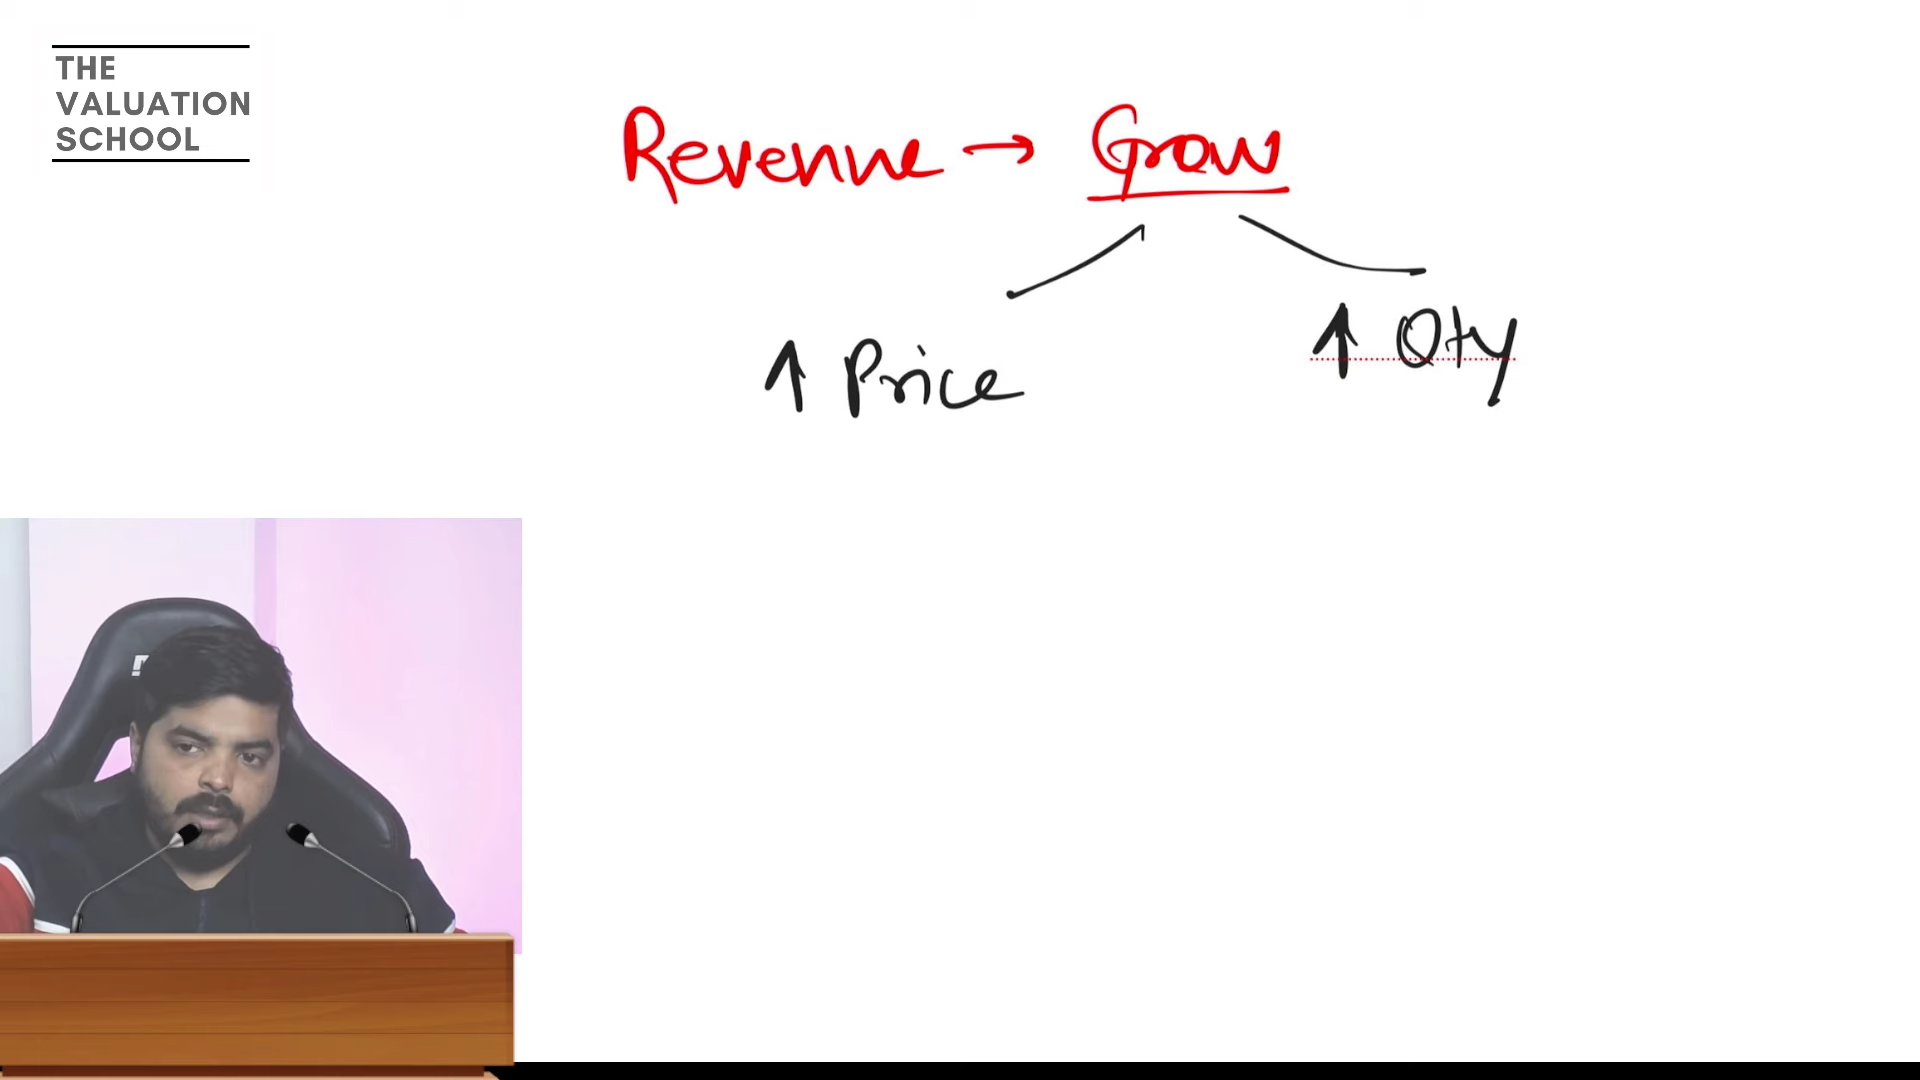 THE
VALUATION
SCHOOL
Revenue → Grow
↑ Price
↑ Qty